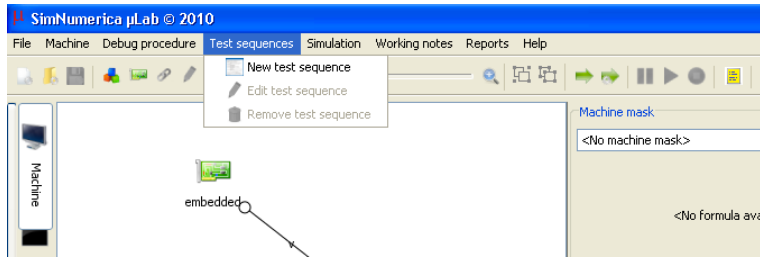 SimNumerica µLab © 2010
File Machine Debug procedure Test sequences Simulation Working notes Reports Help
New test sequence
Edit test sequence
Remove test sequence
Machine mask
<No machine mask>
Machine
embedded
<No formula ava